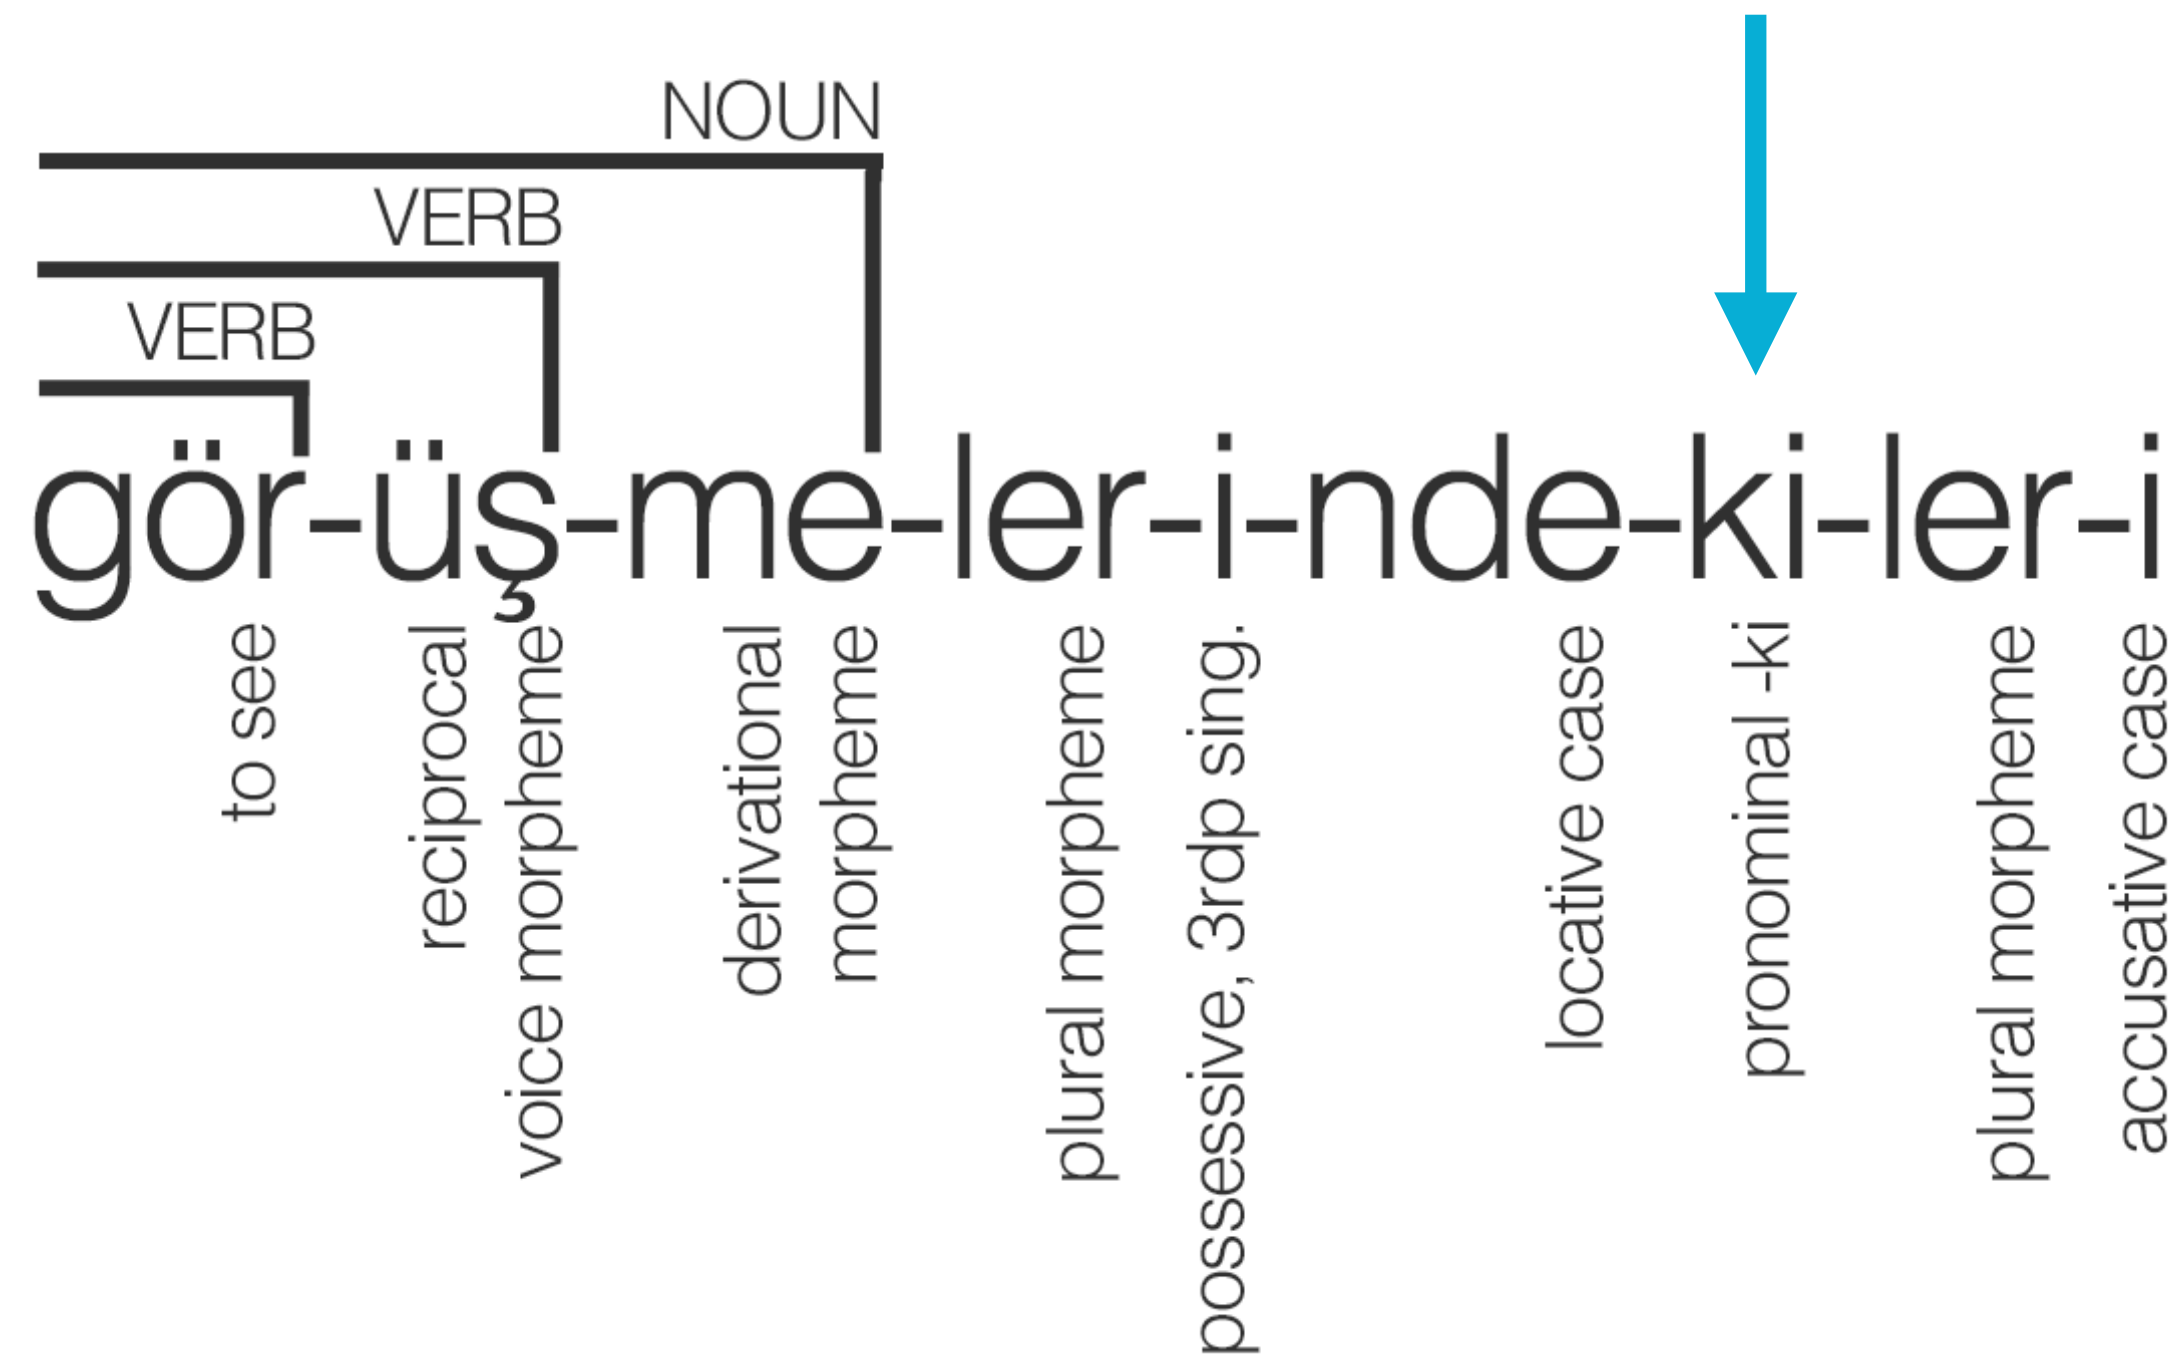 NOUN
VERB
VERB
gör-üş-me-ler-i-nde-ki-ler-i
to see
reciprocal
voice morpheme
derivational
morpheme
plural morpheme
possessive, 3rdp sing.
locative case
pronominal -ki
plural morpheme
accusative case